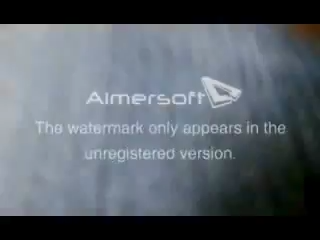 Aimersoft
The watermark only appears in the
unregistered version.